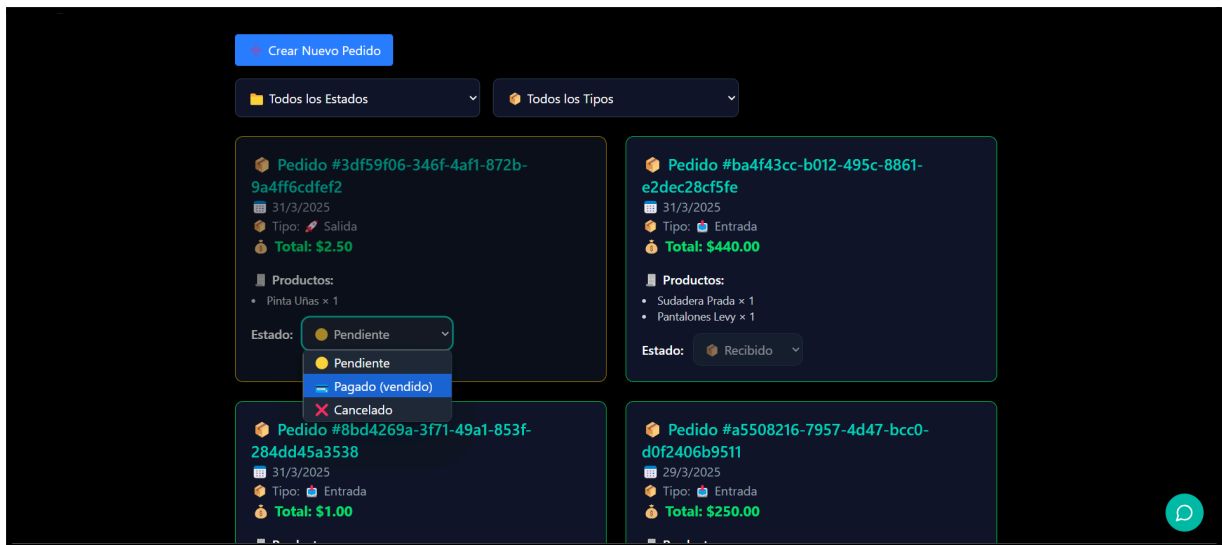 Crear Nuevo Pedido
Todos los Estados
Todos los Tipos
Pedido #3df59f06-346f-4af1-872b-
9a4ff6cdfef2
31/3/2025
Tipo: Salida
Total: $2.50
Productos:
• Pinta Uñas × 1
Estado: Pendiente
Pendiente
Pagado (vendido)
Cancelado
Pedido #ba4f43cc-b012-495c-8861-
e2dec28cf5fe
31/3/2025
Tipo: Entrada
Total: $440.00
Productos:
• Sudadera Prada × 1
• Pantalones Levy × 1
Estado: Recibido
Pedido #8bd4269a-3f71-49a1-853f-
284dd45a3538
31/3/2025
Tipo: Entrada
Total: $1.00
Pedido #a5508216-7957-4d47-bcc0-
d0f2406b9511
29/3/2025
Tipo: Entrada
Total: $250.00